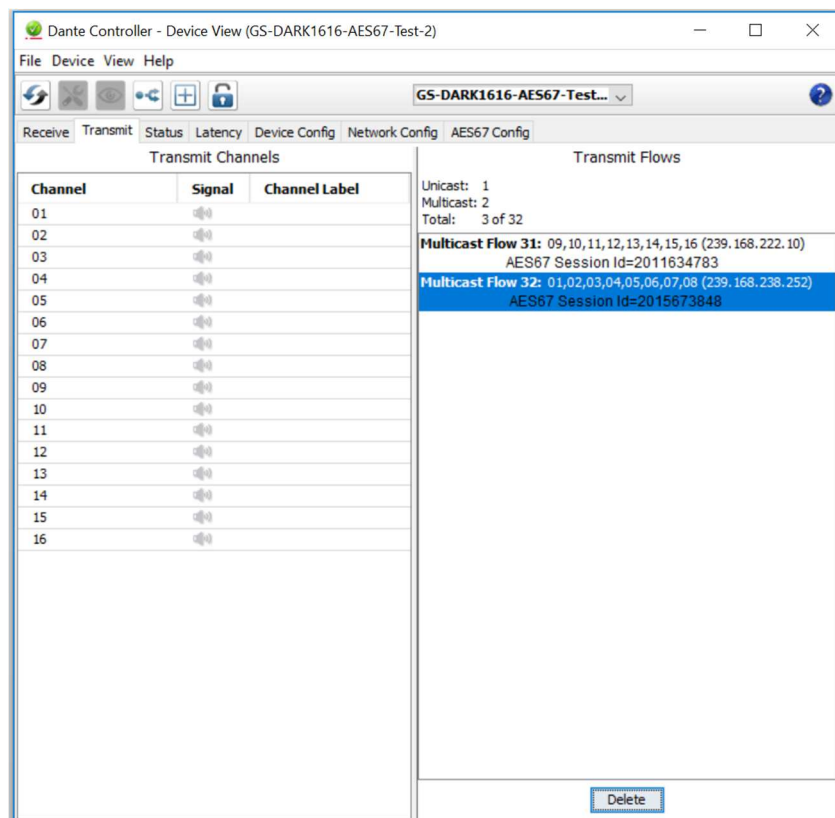 Dante Controller - Device View (GS-DARK1616-AES67-Test-2)
File Device View Help
GS-DARK1616-AES67-Test...
?
Receive Transmit Status Latency Device Config Network Config AES67 Config
Transmit Channels
Channel Signal Channel Label
01
02
03
04
05
06
07
08
09
10
11
12
13
14
15
16
Transmit Flows
Unicast: 1
Multicast: 2
Total: 3 of 32
Multicast Flow 31: 09,10,11,12,13,14,15,16 (239.168.222.10)
AES67 Session Id=2011634783
Multicast Flow 32: 01,02,03,04,05,06,07,08 (239.168.238.252)
AES67 Session Id=2015673848
Delete